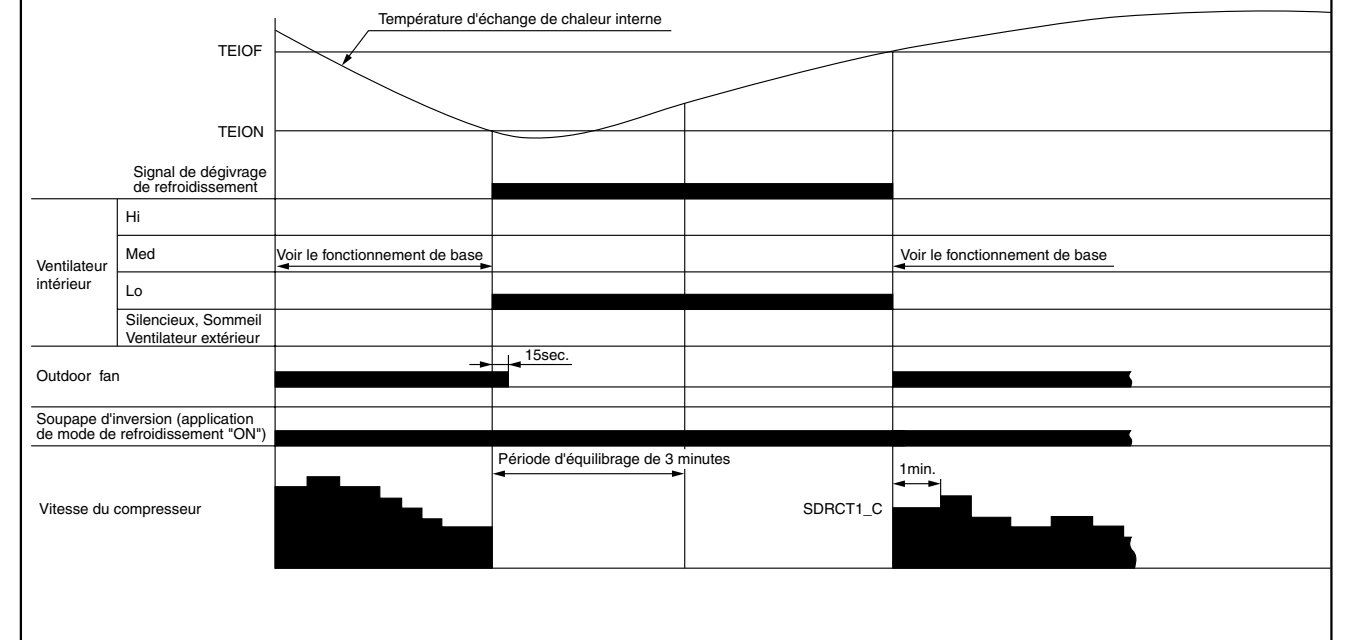 Température d'échange de chaleur interne
TEIOF
TEION
Signal de dégivrage
de refroidissement
Hi
Med
Voir le fonctionnement de base
Voir le fonctionnement de base
Ventilateur
intérieur
Lo
Silencieux, Sommeil
Ventilateur extérieur
15sec.
Outdoor fan
Soupape d'inversion (application
de mode de refroidissement "ON")
Période d'équilibrage de 3 minutes
1min.
Vitesse du compresseur
SDRCT1_C